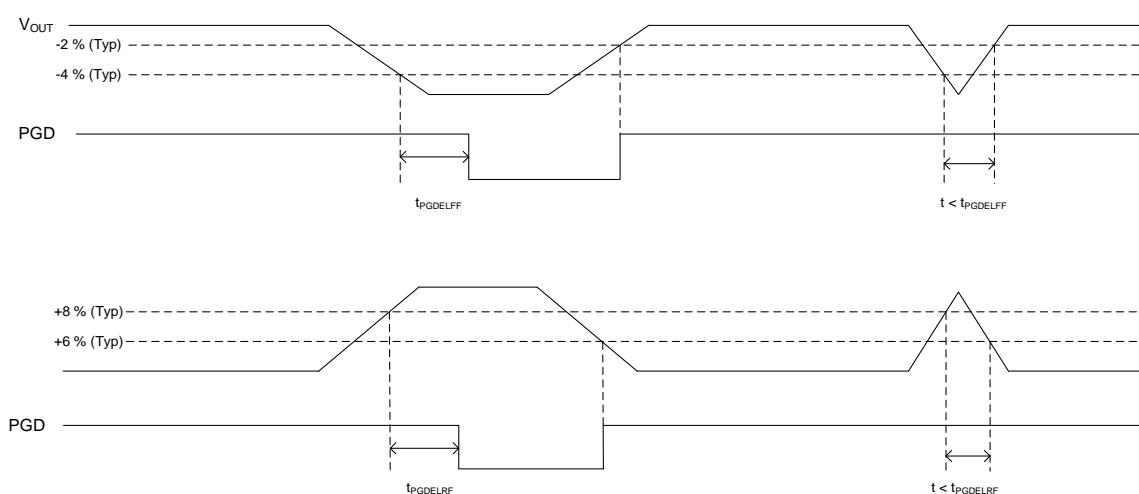 VOUT
-2 % (Typ)
-4 % (Typ)
PGD
tPGDELFF
t < tPGDELFF
+8 % (Typ)
+6 % (Typ)
PGD
tPGDELRF
t < tPGDELRF